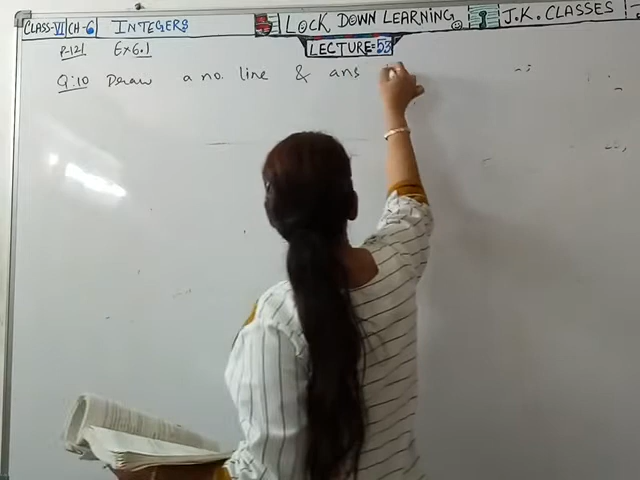 CLASS-VI CH-6 INTEGERS LOCK DOWN LEARNING J.K. CLASSES
P-121 Ex 6.1 LECTURE=53
Q:10 Draw a no. line & ans